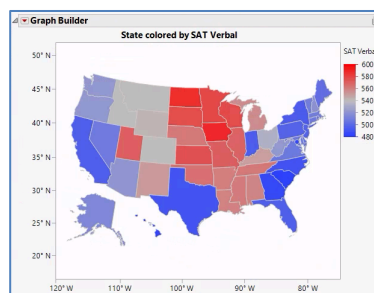 Graph Builder
State colored by SAT Verbal
50° N
45° N
40° N
35° N
30° N
25° N
20° N
120° W
110° W
100° W
90° W
80° W
SAT Verbal
600
580
560
540
520
500
480